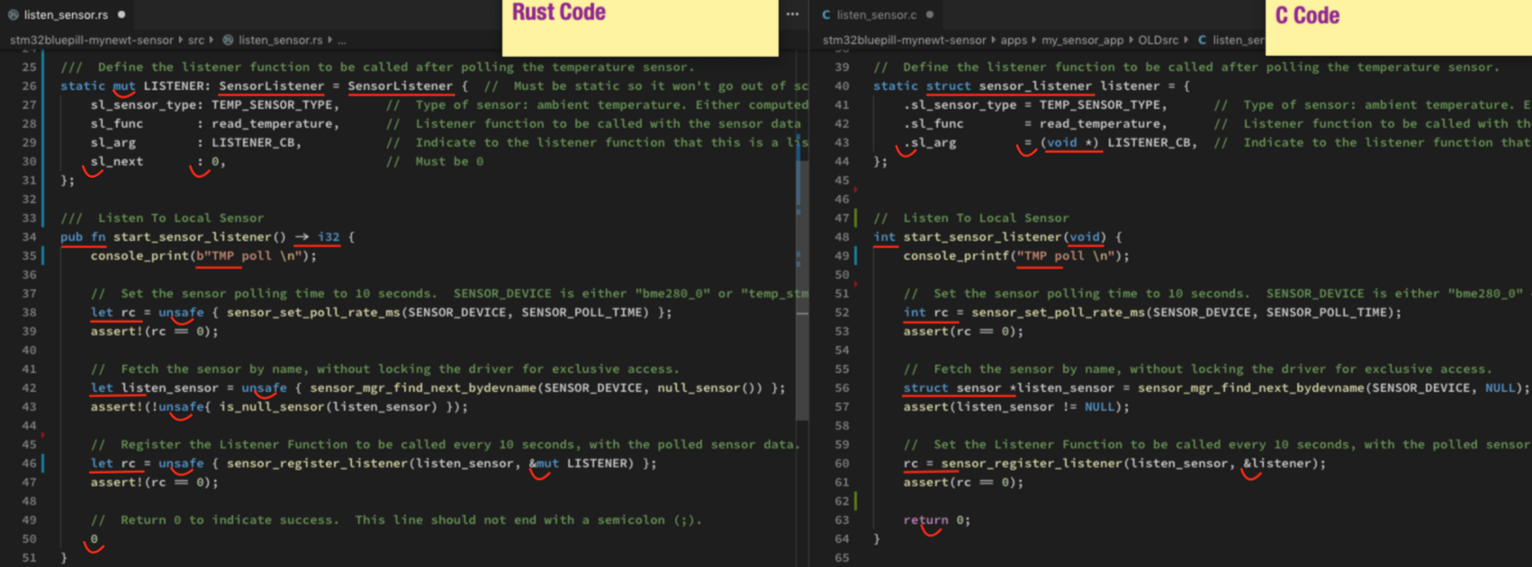 listen_sensor.rs
Rust Code
...
stm32bluepill-mynewt-sensor ▸ src ▸ listen_sensor.rs ▸ ...
24
25 /// Define the listener function to be called after polling the temperature sensor.
26 static mut LISTENER: SensorListener = SensorListener { // Must be static so it won't go out of sc
27 sl_sensor_type: TEMP_SENSOR_TYPE, // Type of sensor: ambient temperature. Either computed
28 sl_func : read_temperature, // Listener function to be called with the sensor data
29 sl_arg : LISTENER_CB, // Indicate to the listener function that this is a lis
30 sl_next : 0, // Must be 0
31 };
32
33 /// Listen To Local Sensor
34 pub fn start_sensor_listener() → i32 {
35 console_print(b"TMP poll \n");
36
37 // Set the sensor polling time to 10 seconds. SENSOR_DEVICE is either "bme280_0" or "temp_stm
38 let rc = unsafe { sensor_set_poll_rate_ms(SENSOR_DEVICE, SENSOR_POLL_TIME) };
39 assert!(rc == 0);
40
41 // Fetch the sensor by name, without locking the driver for exclusive access.
42 let listen_sensor = unsafe { sensor_mgr_find_next_bydevname(SENSOR_DEVICE, null_sensor()) };
43 assert!(!unsafe{ is_null_sensor(listen_sensor) });
44
45 // Register the Listener Function to be called every 10 seconds, with the polled sensor data.
46 let rc = unsafe { sensor_register_listener(listen_sensor, &mut LISTENER) };
47 assert!(rc == 0);
48
49 // Return 0 to indicate success. This line should not end with a semicolon (;).
50 0
51 }
listen_sensor.c
C Code
stm32bluepill-mynewt-sensor ▸ apps ▸ my_sensor_app ▸ OLDsrc ▸ C listen_ser
39 // Define the listener function to be called after polling the temperature sensor.
40 static struct sensor_listener listener = {
41 .sl_sensor_type = TEMP_SENSOR_TYPE, // Type of sensor: ambient temperature. E
42 .sl_func = read_temperature, // Listener function to be called with th
43 .sl_arg = (void *) LISTENER_CB, // Indicate to the listener function that
44 };
45
46
47 // Listen To Local Sensor
48 int start_sensor_listener(void) {
49 console_printf("TMP poll \n");
50
51 // Set the sensor polling time to 10 seconds. SENSOR_DEVICE is either "bme280_0"
52 int rc = sensor_set_poll_rate_ms(SENSOR_DEVICE, SENSOR_POLL_TIME);
53 assert(rc == 0);
54
55 // Fetch the sensor by name, without locking the driver for exclusive access.
56 struct sensor *listen_sensor = sensor_mgr_find_next_bydevname(SENSOR_DEVICE, NULL);
57 assert(listen_sensor != NULL);
58
59 // Set the Listener Function to be called every 10 seconds, with the polled sensor
60 rc = sensor_register_listener(listen_sensor, &listener);
61 assert(rc == 0);
62
63 return 0;
64 }
65